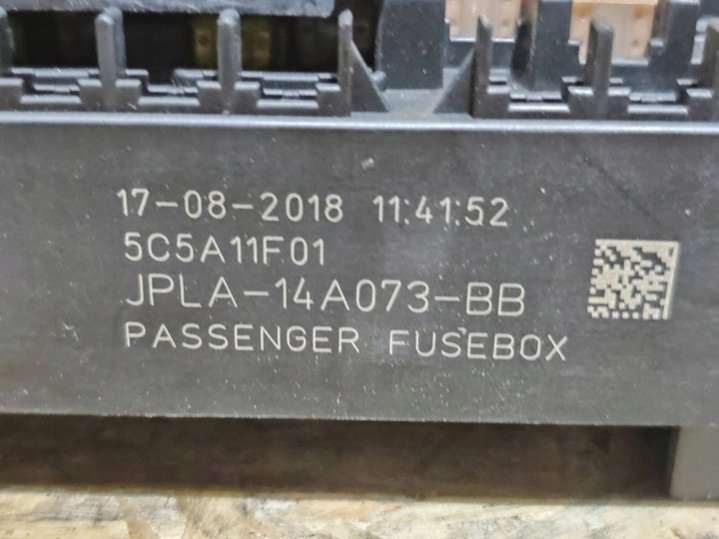 17-08-2018 11:41:52
5C5A11F01
JPLA-14A073-BB
PASSENGER FUSEBOX